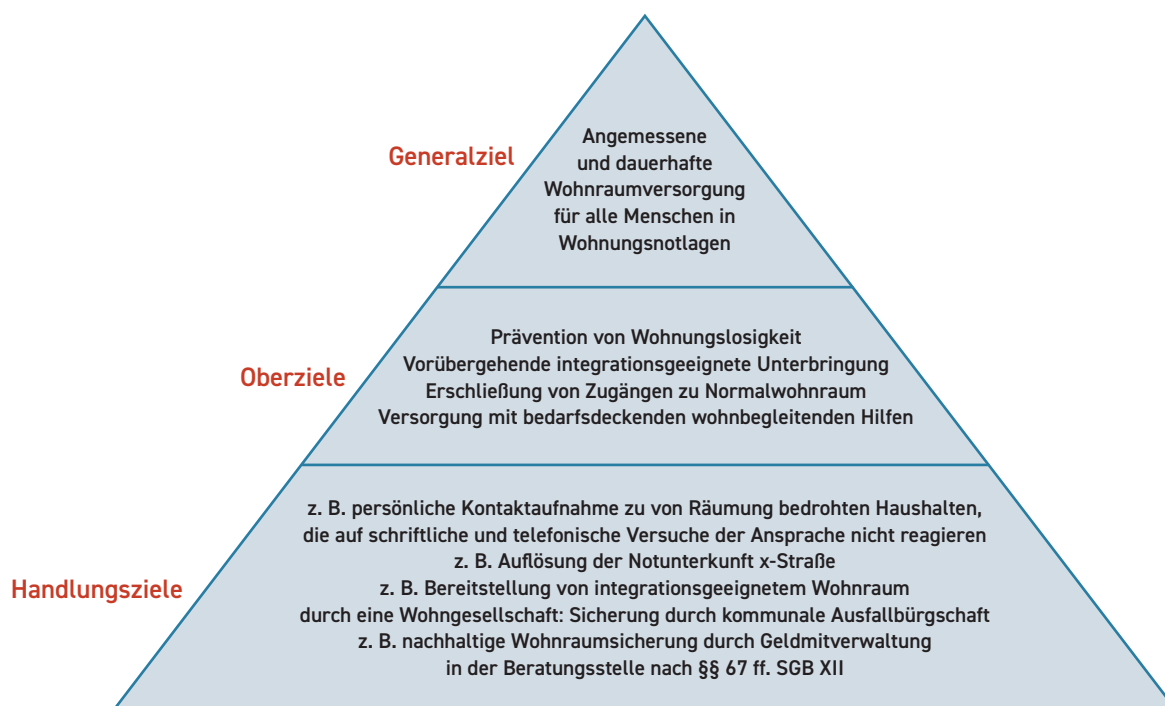 Generalziel
Angemessene
und dauerhafte
Wohnraumversorgung
für alle Menschen in
Wohnungsnotlagen
Oberziele
Prävention von Wohnungslosigkeit
Vorübergehende integrationsgeeignete Unterbringung
Erschließung von Zugängen zu Normalwohnraum
Versorgung mit bedarfsdeckenden wohnbegleitenden Hilfen
Handlungsziele
z. B. persönliche Kontaktaufnahme zu von Räumung bedrohten Haushalten,
die auf schriftliche und telefonische Versuche der Ansprache nicht reagieren
z. B. Auflösung der Notunterkunft x-Straße
z. B. Bereitstellung von integrationsgeeignetem Wohnraum
durch eine Wohngesellschaft: Sicherung durch kommunale Ausfallbürgschaft
z. B. nachhaltige Wohnraumsicherung durch Geldmitverwaltung
in der Beratungsstelle nach §§ 67 ff. SGB XII